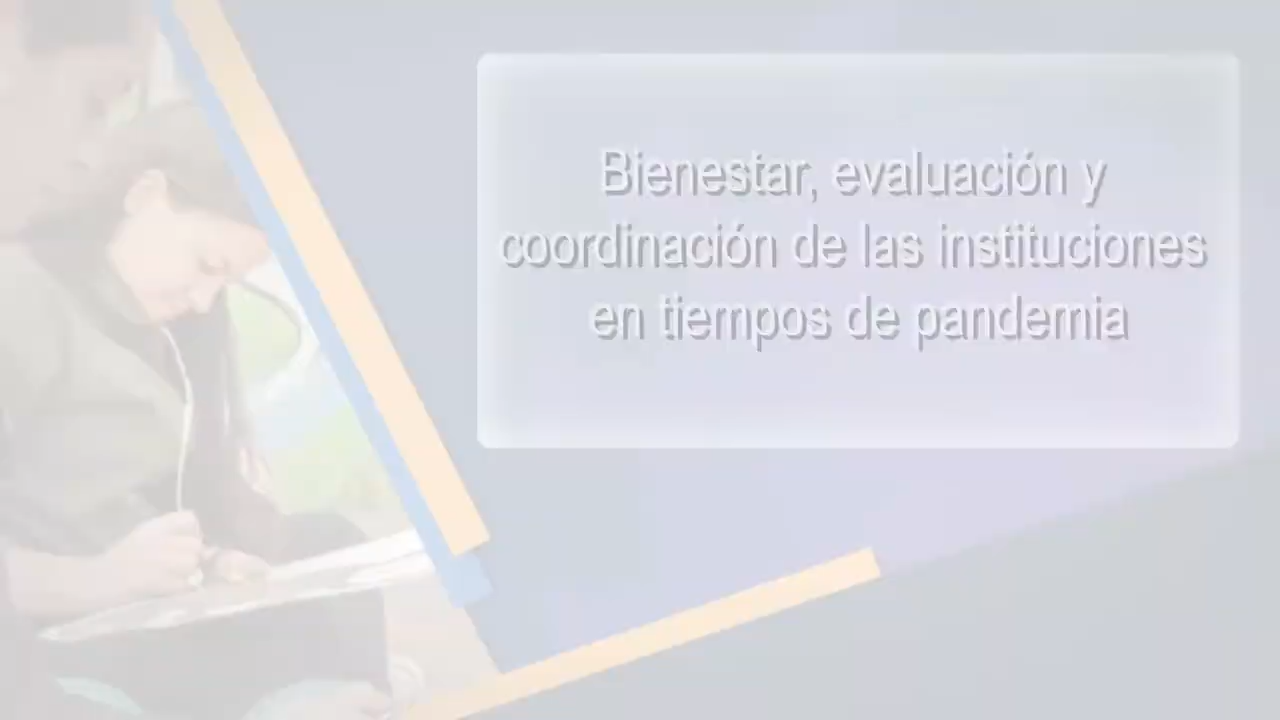 Bienestar, evaluación y
coordinación de las instituciones
en tiempos de pandemia